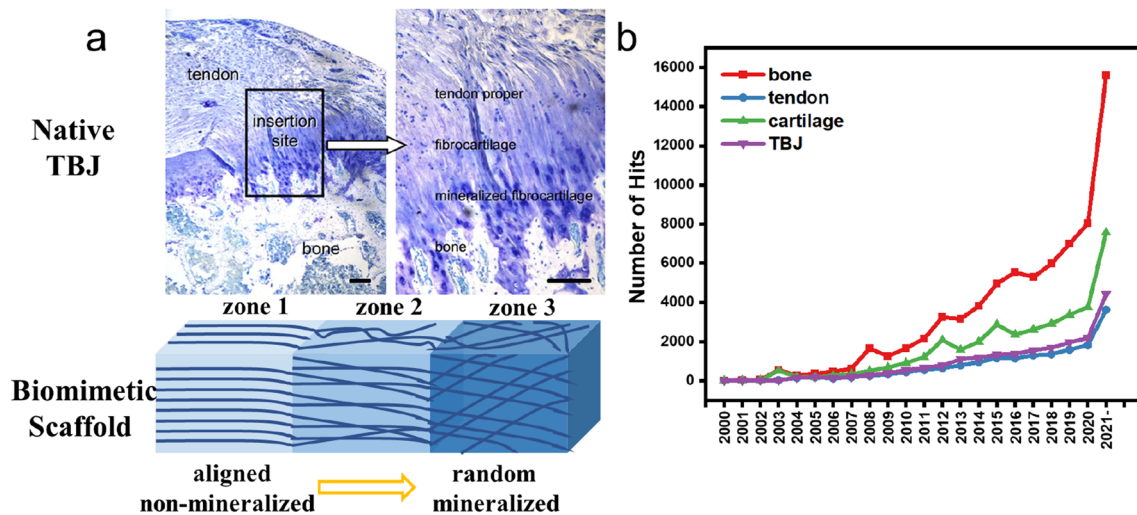 a
Native
TBJ
tendon
insertion
site
bone
tendon proper
fibrocartilage
mineralized fibrocartilage
bone
zone 1
zone 2
zone 3
Biomimetic
Scaffold
aligned
non-mineralized
random
mineralized
b
Number of Hits
16000
14000
12000
10000
8000
6000
4000
2000
0
bone
tendon
cartilage
TBJ
2000
2001
2002
2003
2004
2005
2006
2007
2008
2009
2010
2011
2012
2013
2014
2015
2016
2017
2018
2019
2020
2021-